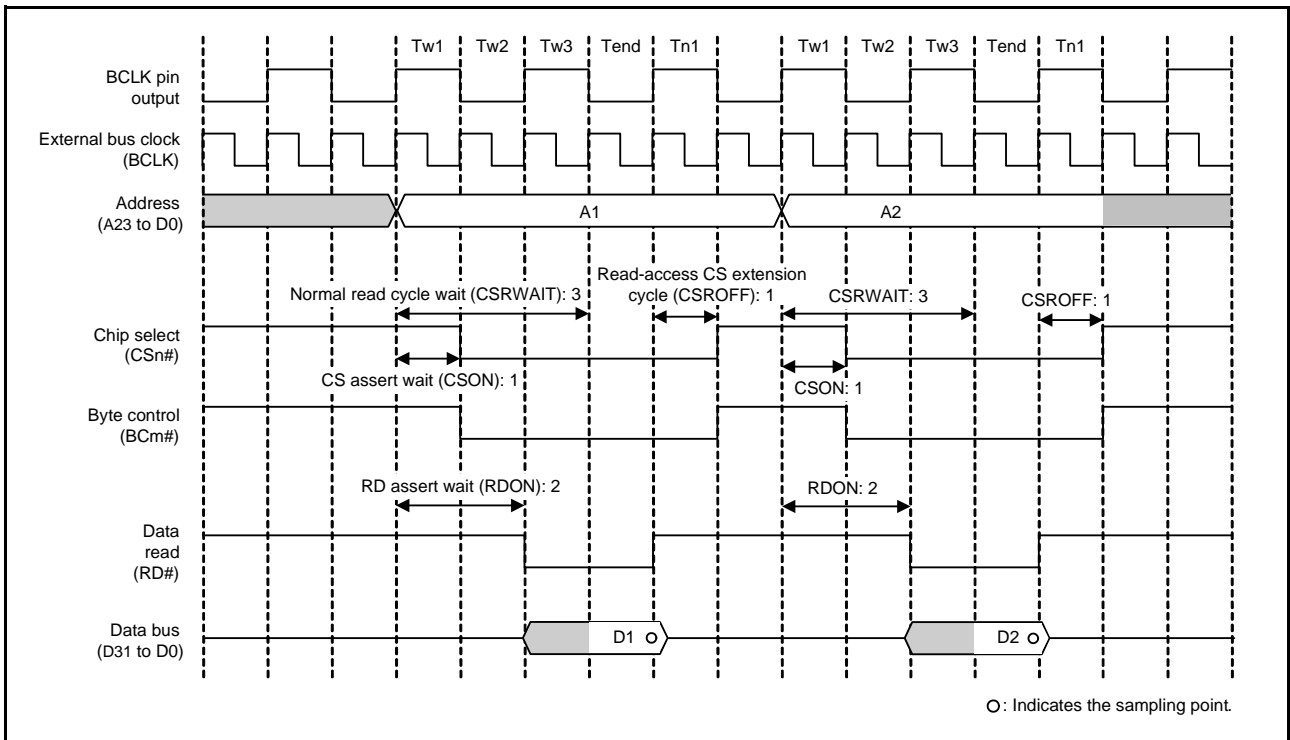 Tw1 Tw2 Tw3 Tend Tn1 Tw1 Tw2 Tw3 Tend Tn1
BCLK pin
output
External bus clock
(BCLK)
Address
(A23 to D0)
A1 A2
Read-access CS extension
cycle (CSROFF): 1
Normal read cycle wait (CSRWAIT): 3
CSRWAIT: 3
CSROFF: 1
Chip select
(CSn#)
CS assert wait (CSON): 1
CSON: 1
Byte control
(BCm#)
RD assert wait (RDON): 2
RDON: 2
Data
read
(RD#)
Data bus
(D31 to D0)
D1 D2
: Indicates the sampling point.